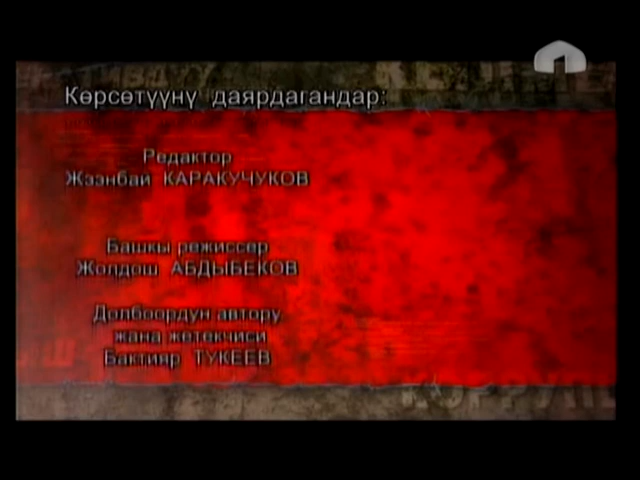 Көрсөтүүнү даярдагандар:
Редактор
Жээнбай КАРАКУЧУКОВ
Башкы режиссер
Жолдош АБДЫБЕКОВ
Долбоордун автору
жана жетекчиси
Бактияр ТУКЕЕВ